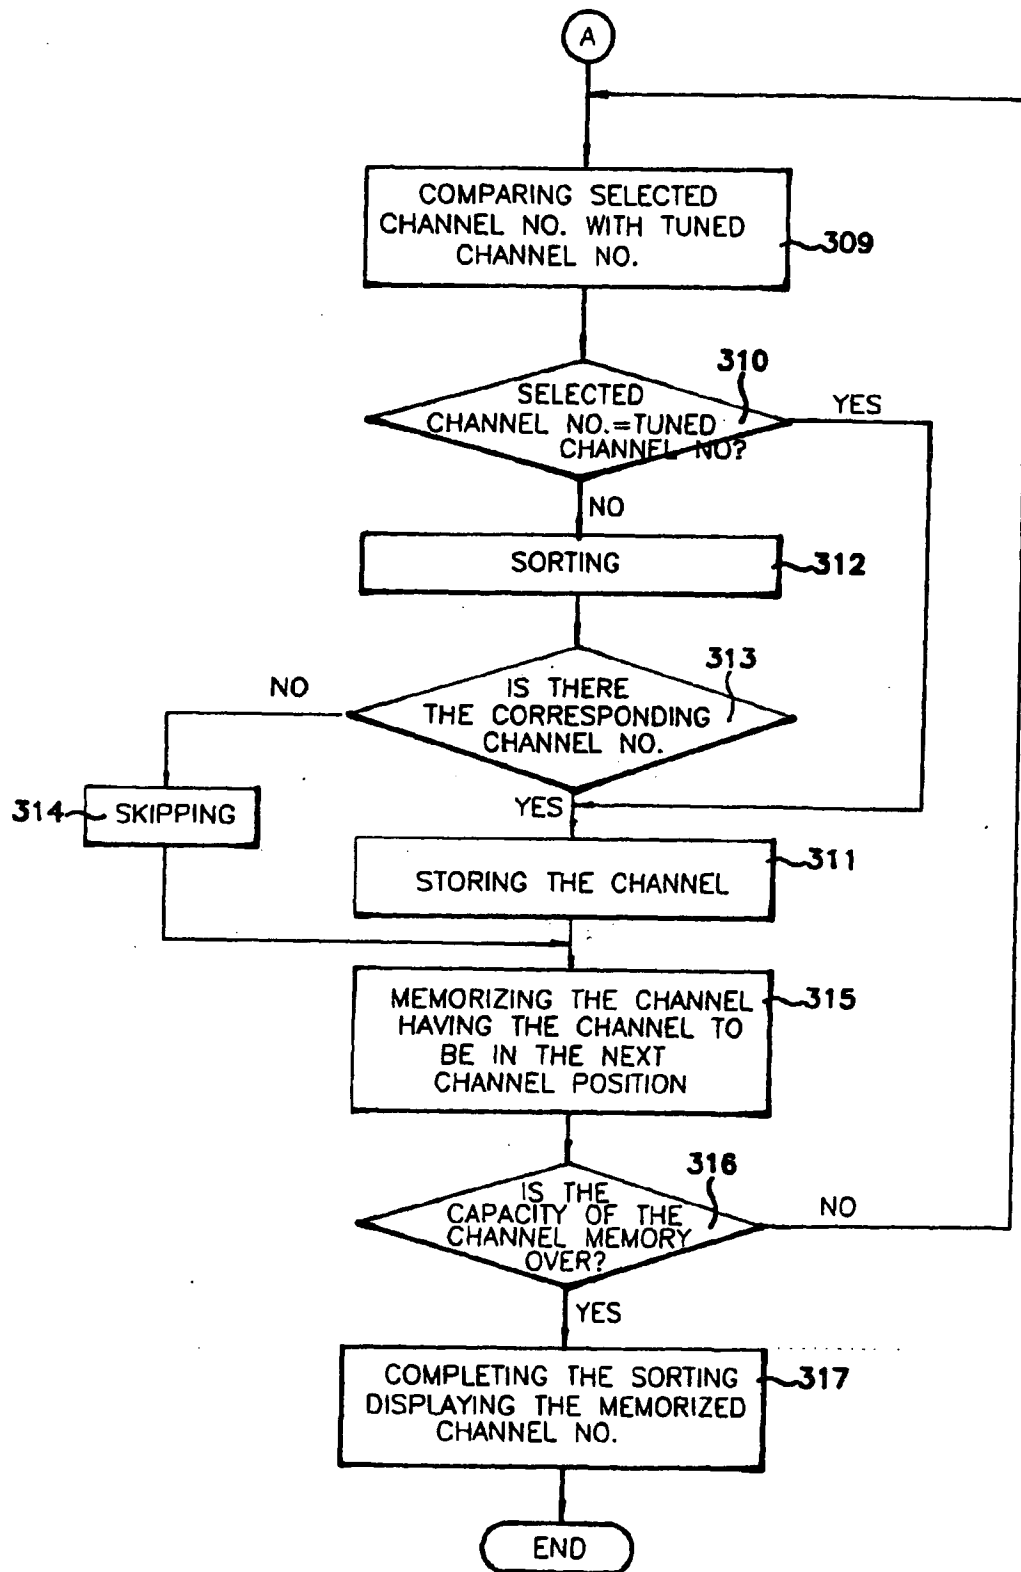 A
COMPARING SELECTED
CHANNEL NO. WITH TUNED
CHANNEL NO.
309
310
SELECTED
CHANNEL NO.=TUNED
CHANNEL NO?
YES
NO
SORTING
312
313
IS THERE
THE CORRESPONDING
CHANNEL NO.
NO
YES
314
SKIPPING
311
STORING THE CHANNEL
MEMORIZING THE CHANNEL
HAVING THE CHANNEL TO
BE IN THE NEXT
CHANNEL POSITION
315
316
IS THE
CAPACITY OF THE
CHANNEL MEMORY
OVER?
NO
YES
COMPLETING THE SORTING
DISPLAYING THE MEMORIZED
CHANNEL NO.
317
END